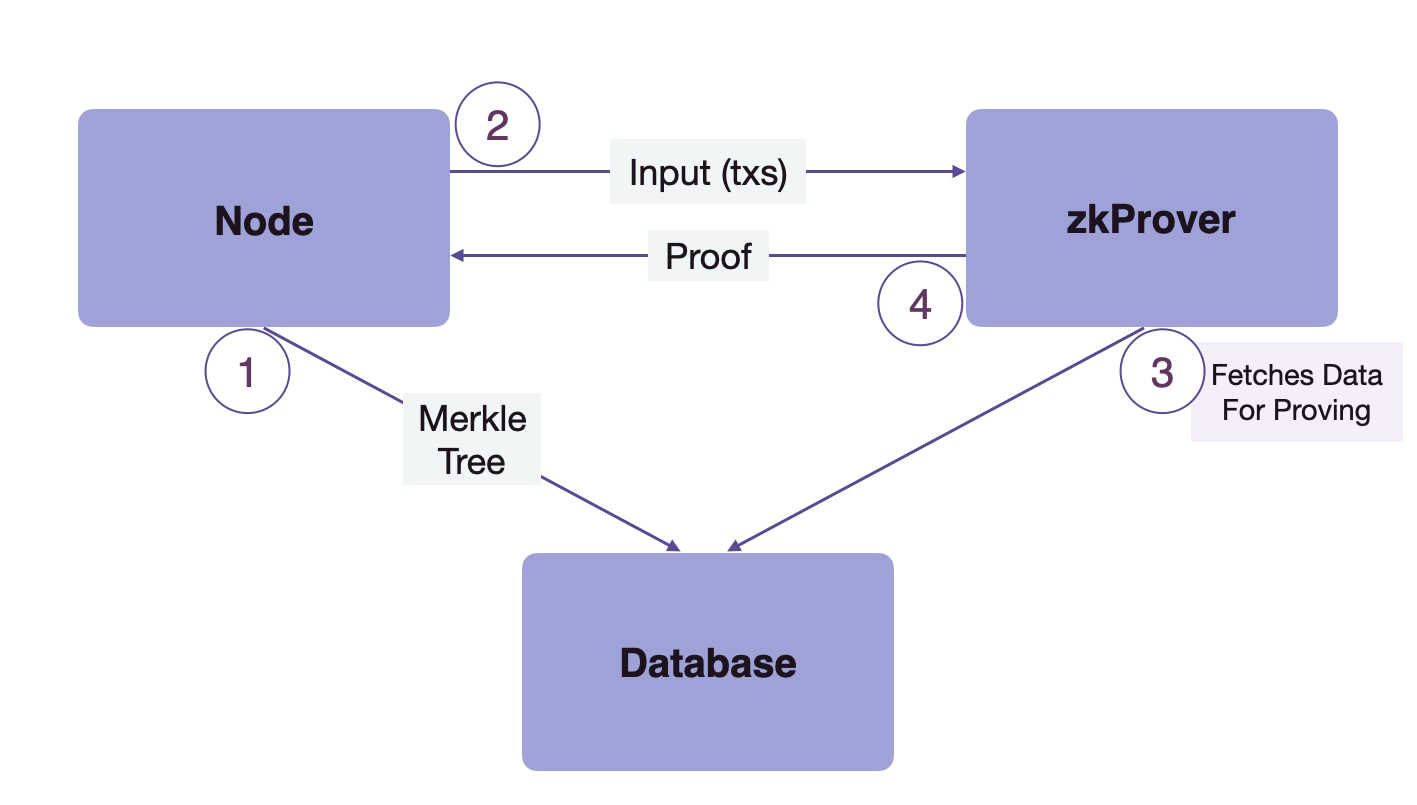 2
Input (txs)
Node
zkProver
Proof
4
1
3
Fetches Data
For Proving
Merkle
Tree
Database